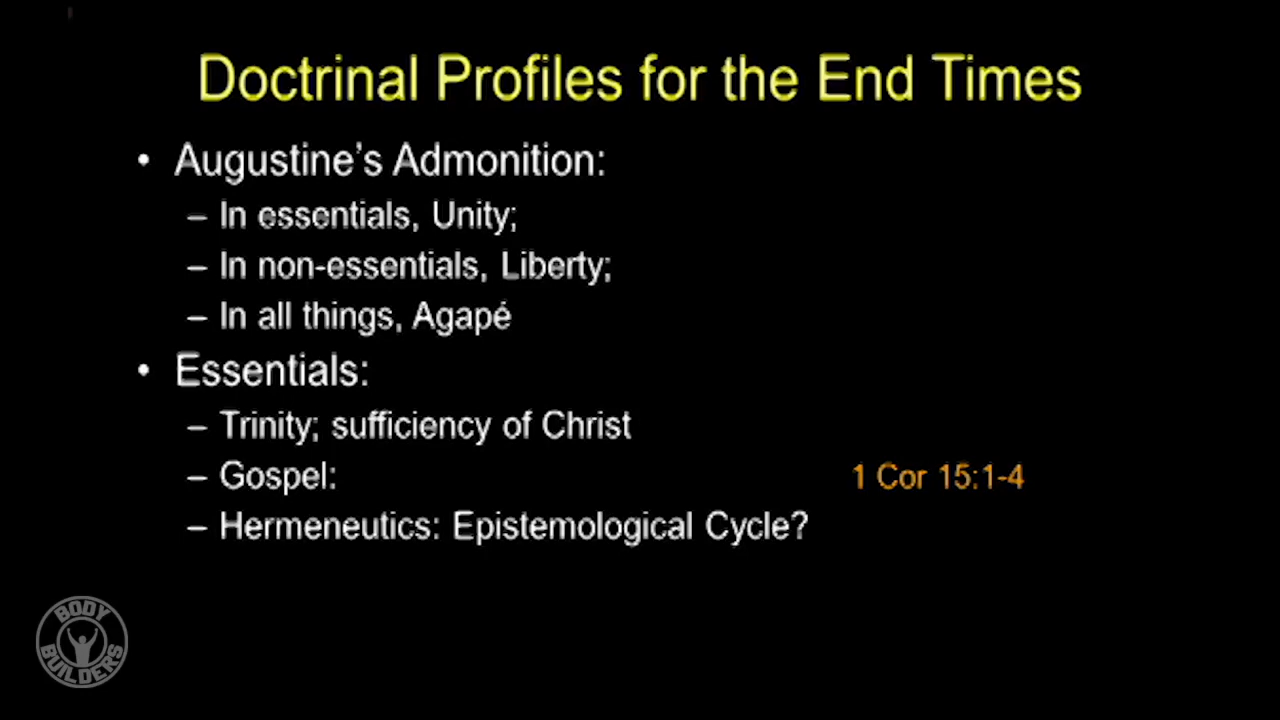 Doctrinal Profiles for the End Times
• Augustine's Admonition:
– In essentials, Unity;
– In non-essentials, Liberty;
– In all things, Agapé
• Essentials:
– Trinity; sufficiency of Christ
– Gospel: 1 Cor 15:1-4
– Hermeneutics: Epistemological Cycle?
BODY
BUILDERS